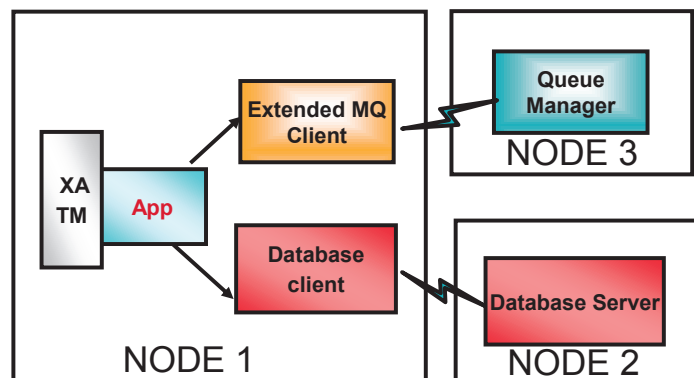 XA
TM
App
Extended MQ
Client
Database
client
NODE 1
Queue
Manager
NODE 3
Database Server
NODE 2